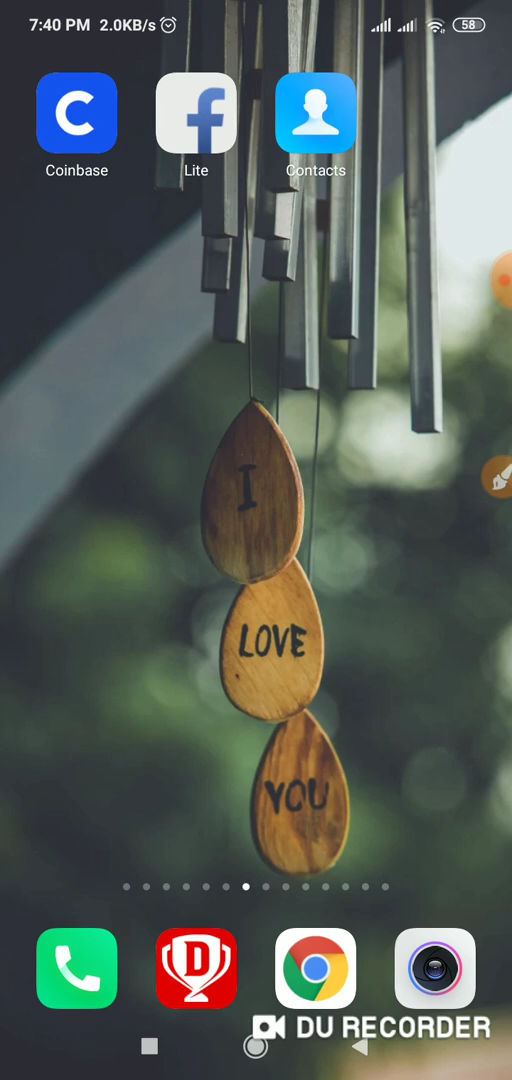 7:40 PM 2.0KB/s 58
Coinbase Lite Contacts
I
LOVE
YOU
D
DU RECORDER